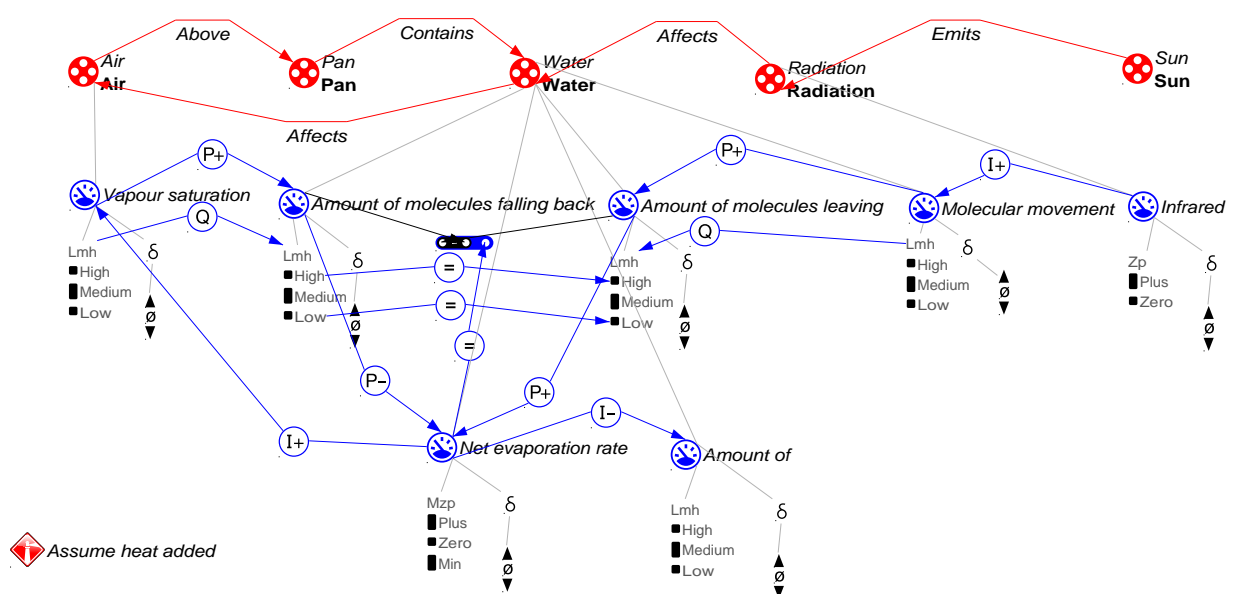 Above
Contains
Affects
Emits
Air
Air
Pan
Pan
Water
Water
Radiation
Radiation
Sun
Sun
Affects
P+
P+
I+
Vapour saturation
Amount of molecules falling back
Amount of molecules leaving
Molecular movement
Infrared
Q
Q
Lmh
High
Medium
Low
δ
ø
Lmh
High
Medium
Low
δ
ø
=
=
=
Lmh
High
Medium
Low
δ
ø
Lmh
High
Medium
Low
δ
ø
Zp
Plus
Zero
δ
ø
P-
P+
I-
I+
Net evaporation rate
Amount of
Mzp
Plus
Zero
Min
δ
ø
Lmh
High
Medium
Low
δ
ø
Assume heat added